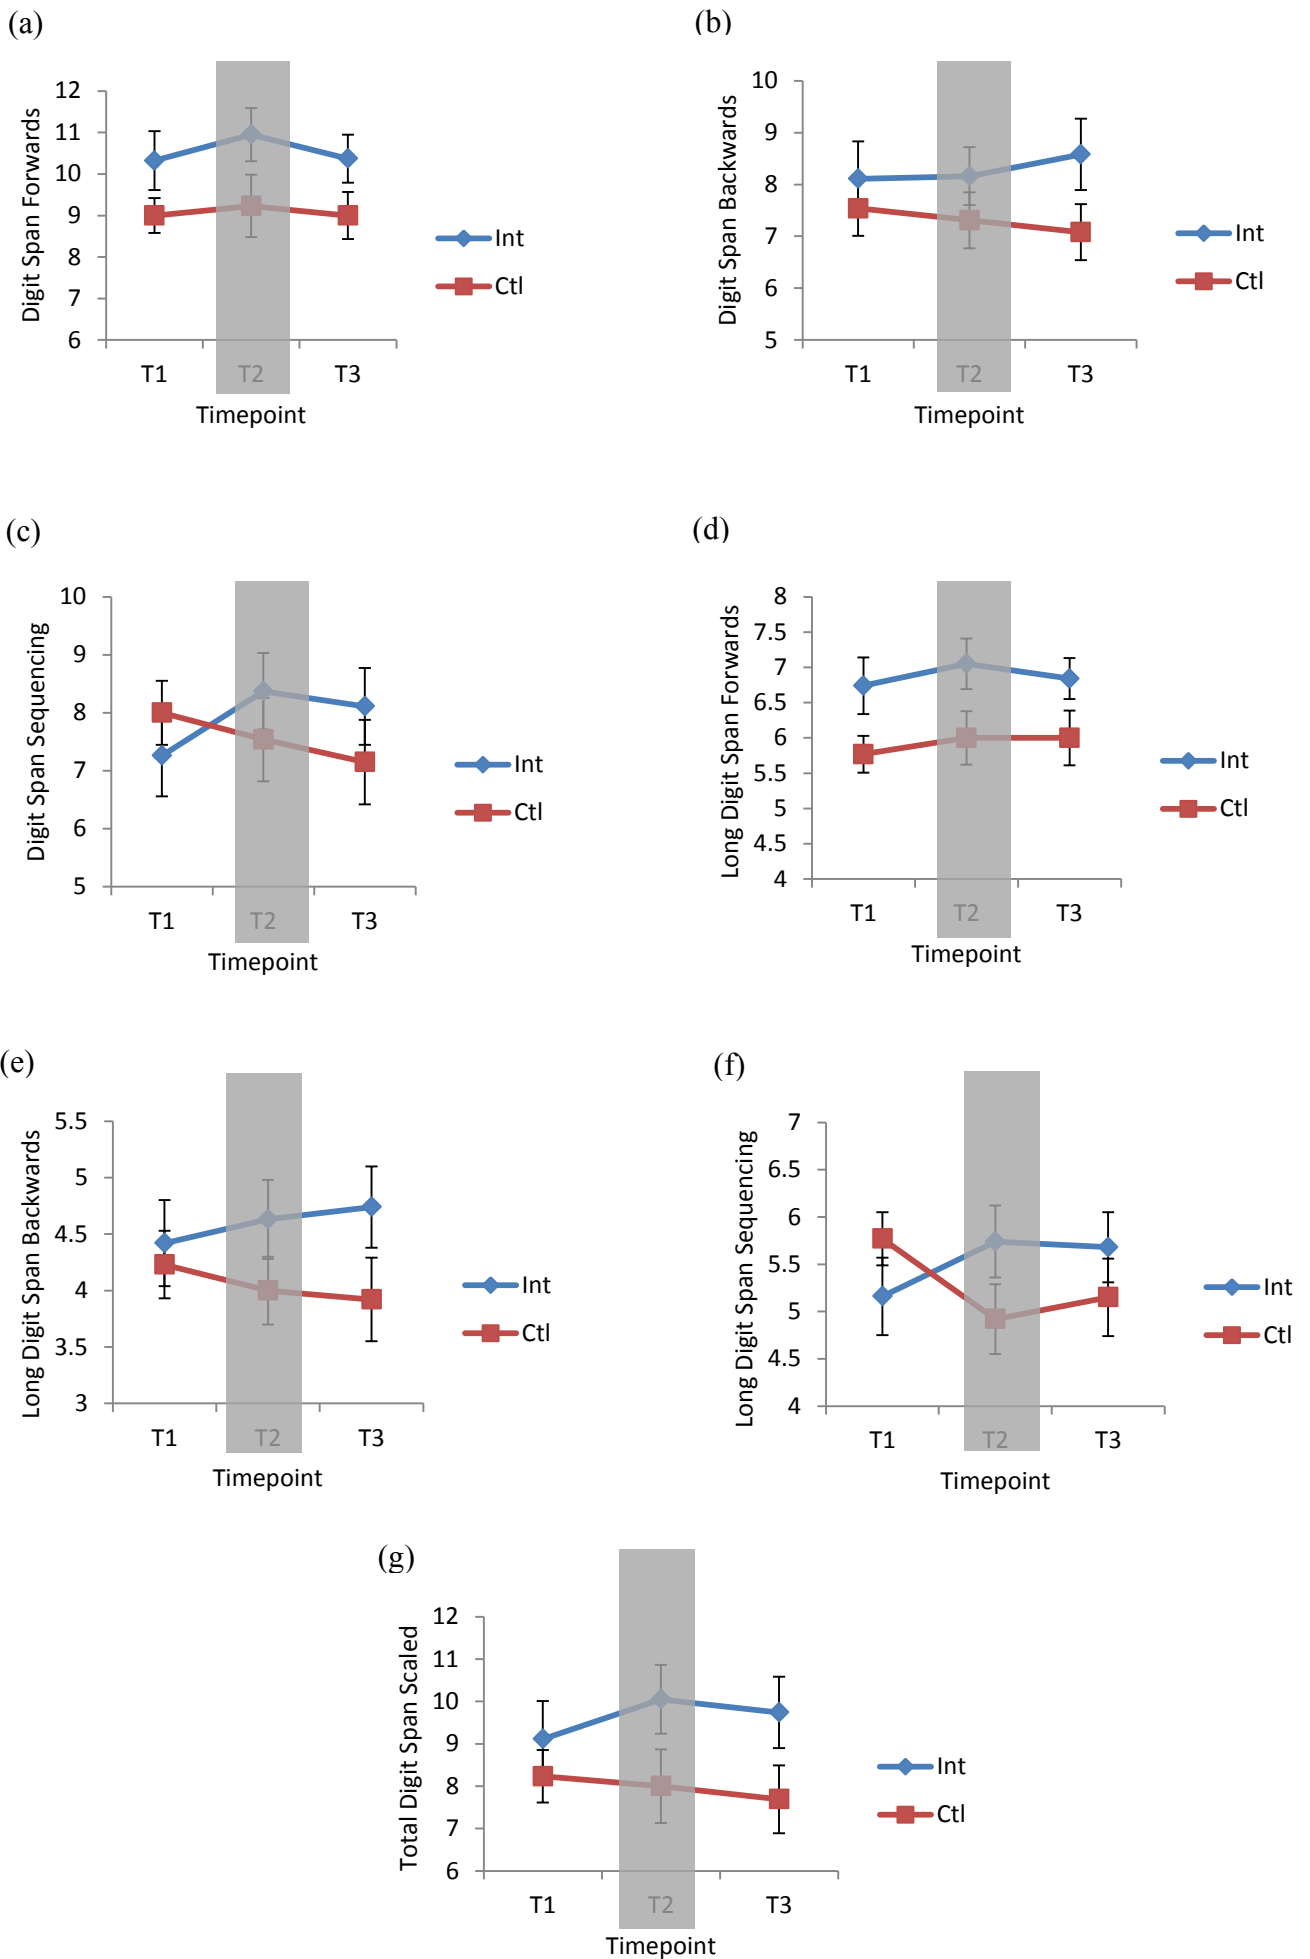 (a)
Digit Span Forwards
12
11
10
9
8
7
6
T1
T2
T3
Timepoint
Int
Ctl
(b)
Digit Span Backwards
10
9
8
7
6
5
T1
T2
T3
Timepoint
Int
Ctl
(c)
Digit Span Sequencing
10
9
8
7
6
5
T1
T2
T3
Timepoint
Int
Ctl
(d)
Long Digit Span Forwards
8
7.5
7
6.5
6
5.5
5
4.5
4
T1
T2
T3
Timepoint
Int
Ctl
(e)
Long Digit Span Backwards
5.5
5
4.5
4
3.5
3
T1
T2
T3
Timepoint
Int
Ctl
(f)
Long Digit Span Sequencing
7
6.5
6
5.5
5
4.5
4
T1
T2
T3
Timepoint
Int
Ctl
(g)
Total Digit Span Scaled
12
11
10
9
8
7
6
T1
T2
T3
Timepoint
Int
Ctl